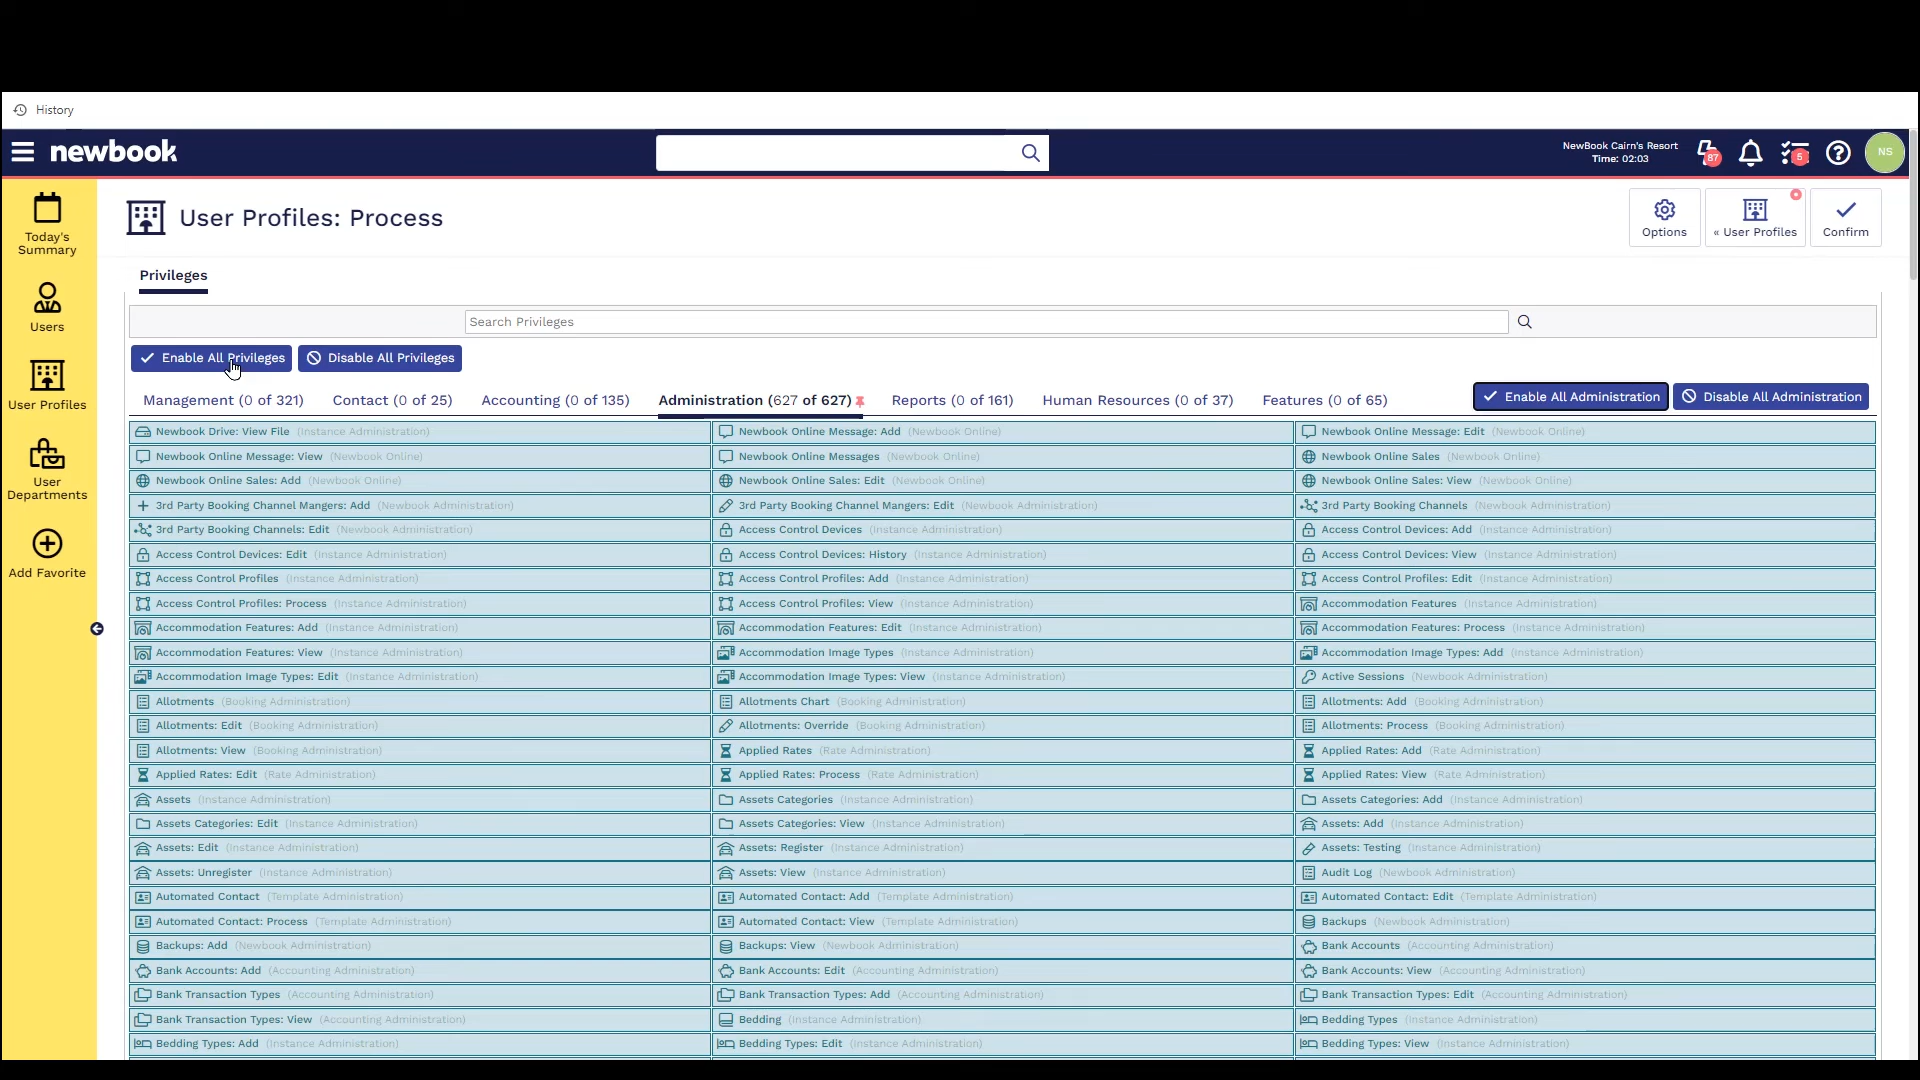 History
newbook
NewBook Cairn's Resort
Time: 02:03
87
5
NS
Today's
Summary
Users
User Profiles
User
Departments
Add Favorite
User Profiles: Process
Options
« User Profiles
Confirm
Privileges
Search Privileges
Enable All Privileges Disable All Privileges
Management (0 of 321) Contact (0 of 25) Accounting (0 of 135) Administration (627 of 627) Reports (0 of 161) Human Resources (0 of 37) Features (0 of 65) Enable All Administration Disable All Administration
Newbook Drive: View File (Instance Administration) Newbook Online Message: Add (Newbook Online) Newbook Online Message: Edit (Newbook Online)
Newbook Online Message: View (Newbook Online) Newbook Online Messages (Newbook Online) Newbook Online Sales (Newbook Online)
Newbook Online Sales: Add (Newbook Online) Newbook Online Sales: Edit (Newbook Online) Newbook Online Sales: View (Newbook Online)
3rd Party Booking Channel Mangers: Add (Newbook Administration) 3rd Party Booking Channel Mangers: Edit (Newbook Administration) 3rd Party Booking Channels (Newbook Administration)
3rd Party Booking Channels: Edit (Newbook Administration) Access Control Devices (Instance Administration) Access Control Devices: Add (Instance Administration)
Access Control Devices: Edit (Instance Administration) Access Control Devices: History (Instance Administration) Access Control Devices: View (Instance Administration)
Access Control Profiles (Instance Administration) Access Control Profiles: Add (Instance Administration) Access Control Profiles: Edit (Instance Administration)
Access Control Profiles: Process (Instance Administration) Access Control Profiles: View (Instance Administration) Accommodation Features (Instance Administration)
Accommodation Features: Add (Instance Administration) Accommodation Features: Edit (Instance Administration) Accommodation Features: Process (Instance Administration)
Accommodation Features: View (Instance Administration) Accommodation Image Types (Instance Administration) Accommodation Image Types: Add (Instance Administration)
Accommodation Image Types: Edit (Instance Administration) Accommodation Image Types: View (Instance Administration) Active Sessions (Newbook Administration)
Allotments (Booking Administration) Allotments Chart (Booking Administration) Allotments: Add (Booking Administration)
Allotments: Edit (Booking Administration) Allotments: Override (Booking Administration) Allotments: Process (Booking Administration)
Allotments: View (Booking Administration) Applied Rates (Rate Administration) Applied Rates: Add (Rate Administration)
Applied Rates: Edit (Rate Administration) Applied Rates: Process (Rate Administration) Applied Rates: View (Rate Administration)
Assets (Instance Administration) Assets Categories (Instance Administration) Assets Categories: Add (Instance Administration)
Assets Categories: Edit (Instance Administration) Assets Categories: View (Instance Administration) Assets: Add (Instance Administration)
Assets: Edit (Instance Administration) Assets: Register (Instance Administration) Assets: Testing (Instance Administration)
Assets: Unregister (Instance Administration) Assets: View (Instance Administration) Audit Log (Newbook Administration)
Automated Contact (Template Administration) Automated Contact: Add (Template Administration) Automated Contact: Edit (Template Administration)
Automated Contact: Process (Template Administration) Automated Contact: View (Template Administration) Backups (Newbook Administration)
Backups: Add (Newbook Administration) Backups: View (Newbook Administration) Bank Accounts (Accounting Administration)
Bank Accounts: Add (Accounting Administration) Bank Accounts: Edit (Accounting Administration) Bank Accounts: View (Accounting Administration)
Bank Transaction Types (Accounting Administration) Bank Transaction Types: Add (Accounting Administration) Bank Transaction Types: Edit (Accounting Administration)
Bank Transaction Types: View (Accounting Administration) Bedding (Instance Administration) Bedding Types (Instance Administration)
Bedding Types: Add (Instance Administration) Bedding Types: Edit (Instance Administration) Bedding Types: View (Instance Administration)